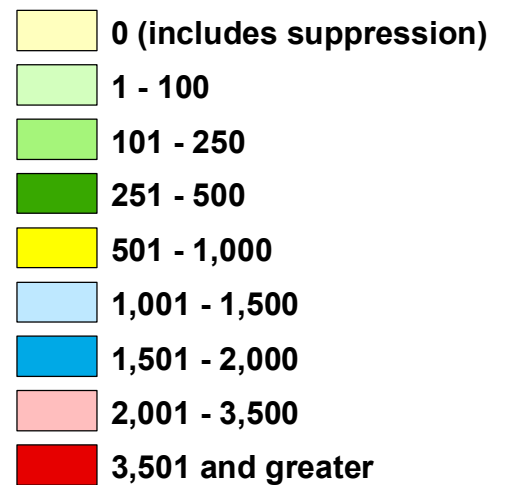 0 (includes suppression)
1 - 100
101 - 250
251 - 500
501 - 1,000
1,001 - 1,500
1,501 - 2,000
2,001 - 3,500
3,501 and greater